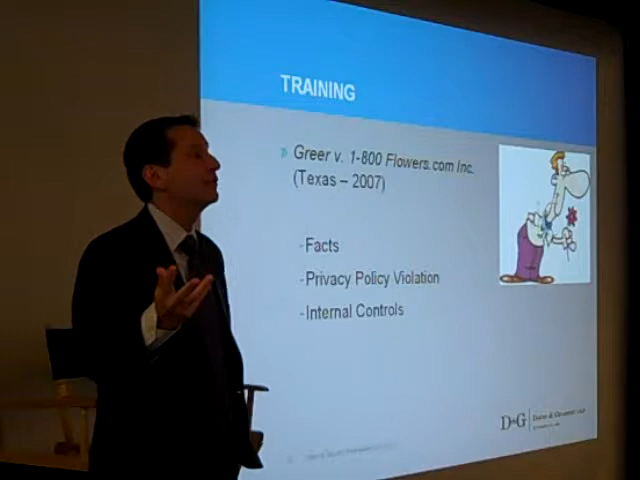 TRAINING
» Greer v. 1-800 Flowers.com Inc.
(Texas – 2007)
- Facts
- Privacy Policy Violation
- Internal Controls
D&G